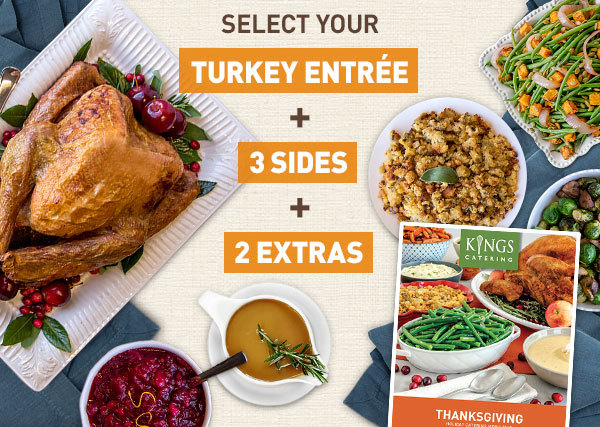 SELECT YOUR
TURKEY ENTRÉE
+
3 SIDES
+
2 EXTRAS
KINGS
CATERING
THANKSGIVING